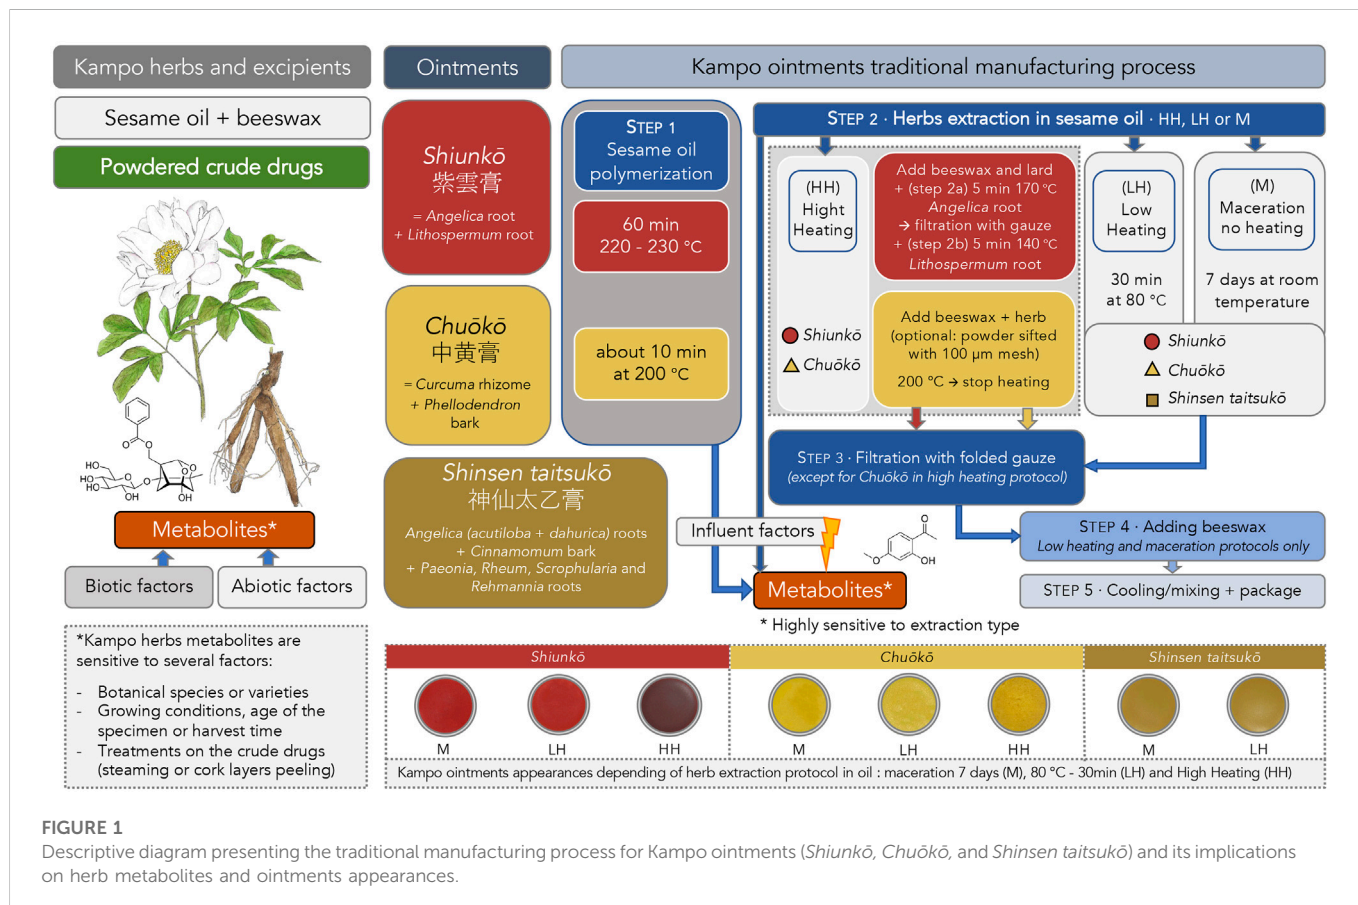 Kampo herbs and excipients
Sesame oil + beeswax
Powdered crude drugs
O
O
O
O
HO
HO
HO
OH
O
O
OH
Metabolites*
Biotic factors
Abiotic factors
*Kampo herbs metabolites are
sensitive to several factors:
- Botanical species or varieties
- Growing conditions, age of the
specimen or harvest time
- Treatments on the crude drugs
(steaming or cork layers peeling)
Ointments
Shiunkō
紫雲膏
= Angelica root
+ Lithospermum root
Chuōkō
中黄膏
= Curcuma rhizome
+ Phellodendron
bark
Shinsen taitsukō
神仙太乙膏
Angelica (acutiloba + dahurica) roots
+ Cinnamomum bark
+ Paeonia, Rheum, Scrophularia and
Rehmannia roots
Kampo ointments traditional manufacturing process
STEP 1
Sesame oil
polymerization
60 min
220 - 230 °C
about 10 min
at 200 °C
STEP 2 · Herbs extraction in sesame oil · HH, LH or M
(HH)
Hight
Heating
Shiunkō
Chuōkō
Add beeswax and lard
+ (step 2a) 5 min 170 °C
Angelica root
→ filtration with gauze
+ (step 2b) 5 min 140 °C
Lithospermum root
Add beeswax + herb
(optional: powder sifted
with 100 µm mesh)
200 °C → stop heating
(LH)
Low
Heating
30 min
at 80 °C
(M)
Maceration
no heating
7 days at room
temperature
Shiunkō
Chuōkō
Shinsen taitsukō
STEP 3 · Filtration with folded gauze
(except for Chuōkō in high heating protocol)
STEP 4 · Adding beeswax
Low heating and maceration protocols only
STEP 5 · Cooling/mixing + package
Influent factors
O
O
OH
Metabolites*
* Highly sensitive to extraction type
Shiunkō
M
LH
HH
Chuōkō
M
LH
HH
Shinsen taitsukō
M
LH
Kampo ointments appearances depending of herb extraction protocol in oil : maceration 7 days (M), 80 °C - 30min (LH) and High Heating (HH)
FIGURE 1
Descriptive diagram presenting the traditional manufacturing process for Kampo ointments (Shiunkō, Chuōkō, and Shinsen taitsukō) and its implications
on herb metabolites and ointments appearances.